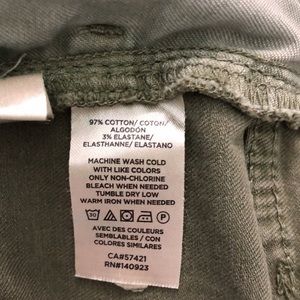 97% COTTON/ COTON/
ALGODÓN
3% ELASTANE/
ELASTHANNE/ ELASTANO
MACHINE WASH COLD
WITH LIKE COLORS
ONLY NON-CHLORINE
BLEACH WHEN NEEDED
TUMBLE DRY LOW
WARM IRON WHEN NEEDED
30
AVEC DES COULEURS
SEMBLABLES / CON
COLORES SIMILARES
CA#57421
RN#140923